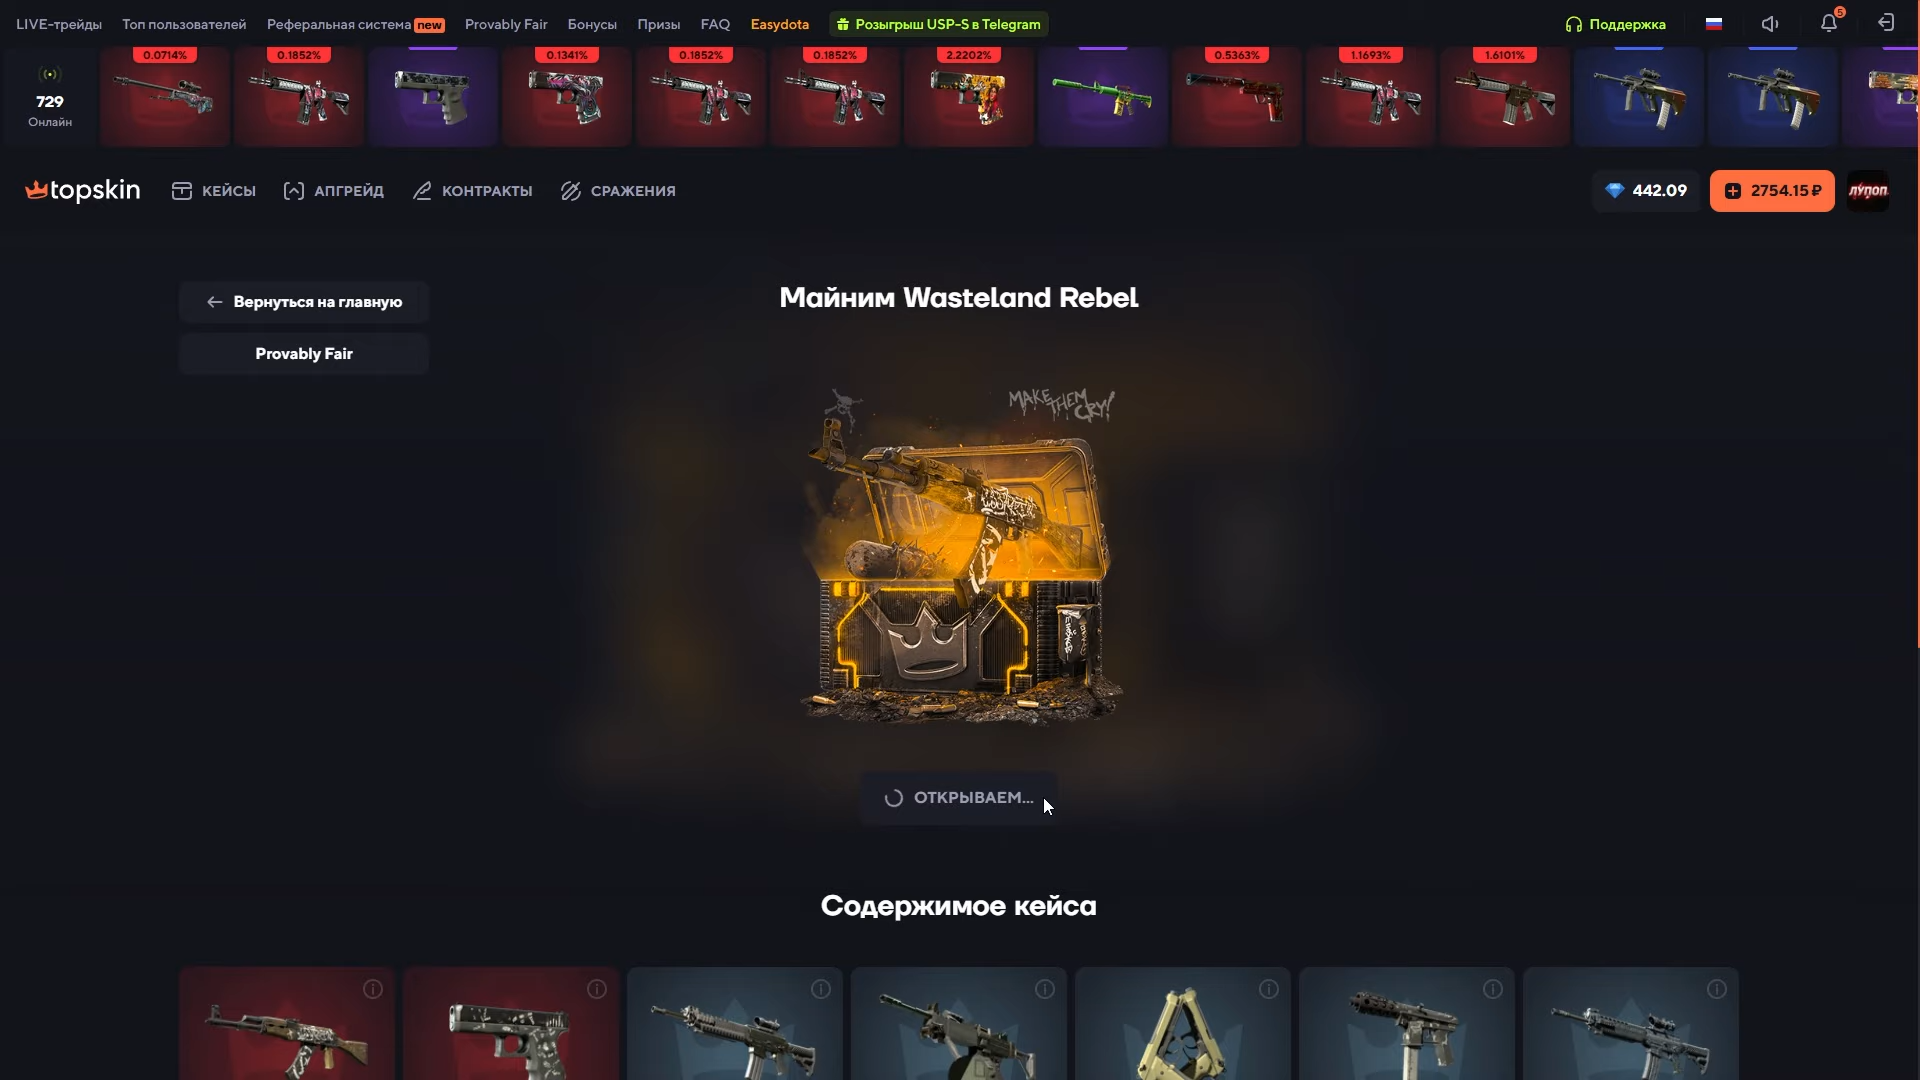 LIVE-трейды Топ пользователей Реферальная система new Provably Fair Бонусы Призы FAQ Easydota Розыгрыш USP-S в Telegram Поддержка 5
0.0714% 0.1852% 0.1341% 0.1852% 0.1852% 2.2202% 0.5363% 1.1693% 1.6101%
729
Онлайн
topskin КЕЙСЫ АПГРЕЙД КОНТРАКТЫ СРАЖЕНИЯ 442.09 2754.15 ₽ ЛУПОП
Вернуться на главную
Майним Wasteland Rebel
Provably Fair
MAKE THEM CRY!
ОТКРЫВАЕМ...
Содержимое кейса